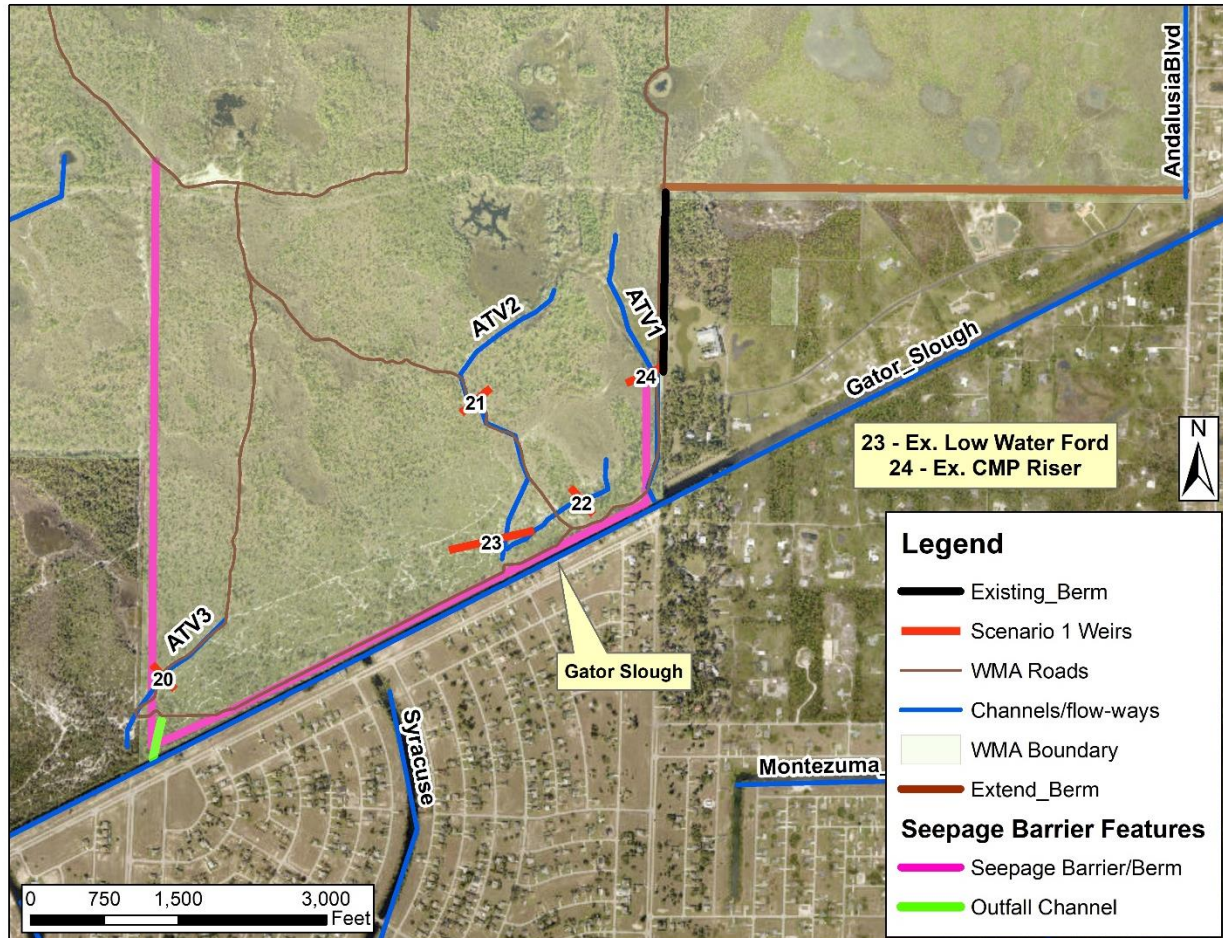 AndalusiaBlvd
ATV2
ATV1
24
Gator_Slough
21
23 - Ex. Low Water Ford
24 - Ex. CMP Riser
N
22
23
ATV3
20
Gator Slough
Syracuse
Montezuma_
Legend
Existing_Berm
Scenario 1 Weirs
WMA Roads
Channels/flow-ways
WMA Boundary
Extend_Berm
Seepage Barrier Features
Seepage Barrier/Berm
Outfall Channel
0 750 1,500 3,000
Feet